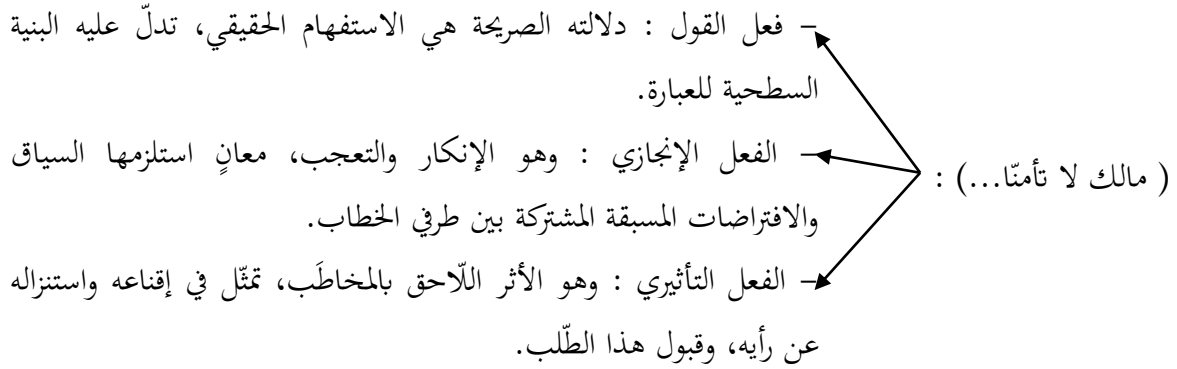 – فعل القول : دلالته الصريحة هي الاستفهام الحقيقي، تدلّ عليه البنية
السطحية للعبارة.
– الفعل الإنجازي : وهو الإنكار والتعجب، معانٍ استلزمها السياق
( مالك لا تأمنّا...) :
والافتراضات المسبقة المشتركة بين طرفي الخطاب.
– الفعل التأثيري : وهو الأثر اللّاحق بالمخاطَب، تمثّل في إقناعه واستنزاله
عن رأيه، وقبول هذا الطّلب.